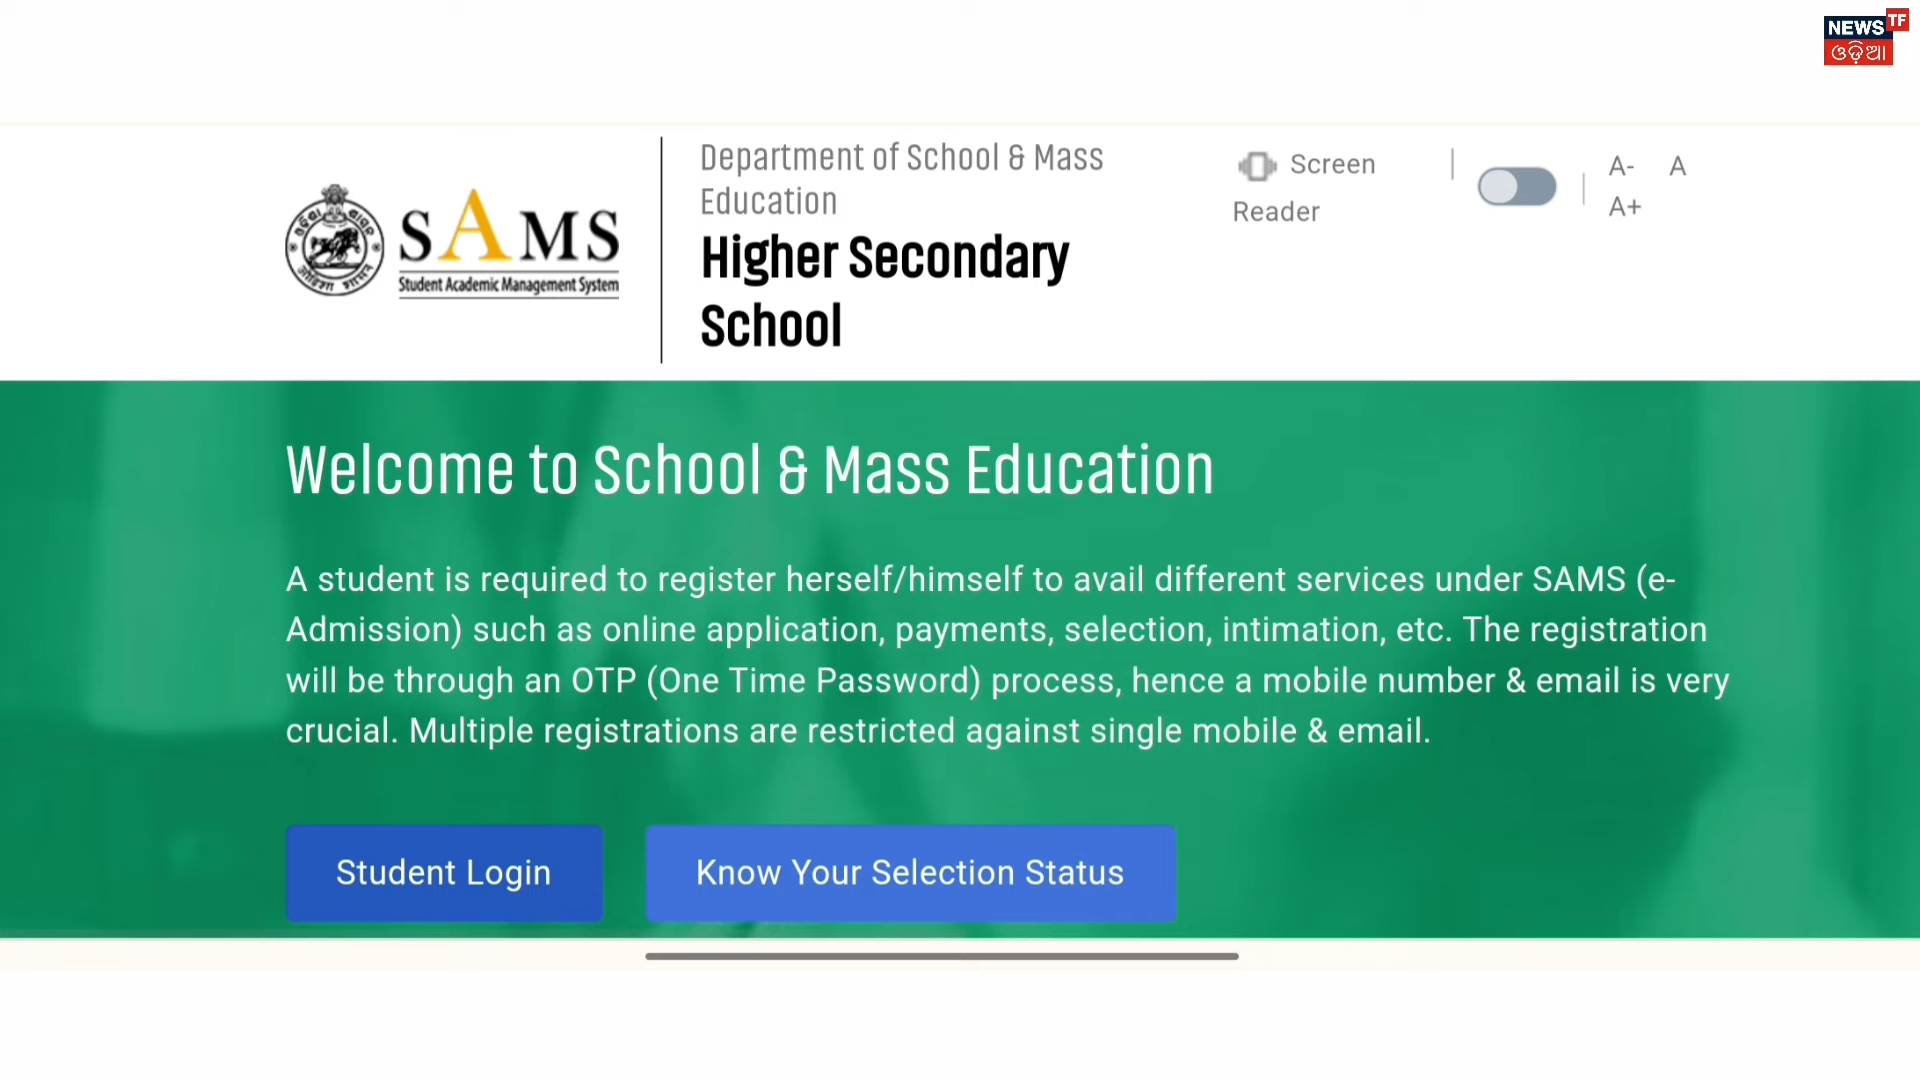 NEWS TF
ଓଡ଼ିଆ
Department of School & Mass
Education
Higher Secondary
School
SAMS
Student Academic Management System
Screen
Reader
A- A
A+
Welcome to School & Mass Education
A student is required to register herself/himself to avail different services under SAMS (e-
Admission) such as online application, payments, selection, intimation, etc. The registration
will be through an OTP (One Time Password) process, hence a mobile number & email is very
crucial. Multiple registrations are restricted against single mobile & email.
Student Login
Know Your Selection Status